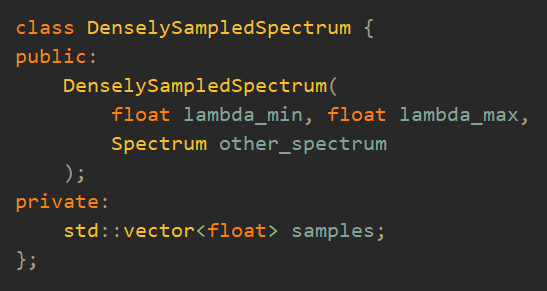 class DenselySampledSpectrum {
public:
    DenselySampledSpectrum(
        float lambda_min, float lambda_max,
        Spectrum other_spectrum
    );
private:
    std::vector<float> samples;
};